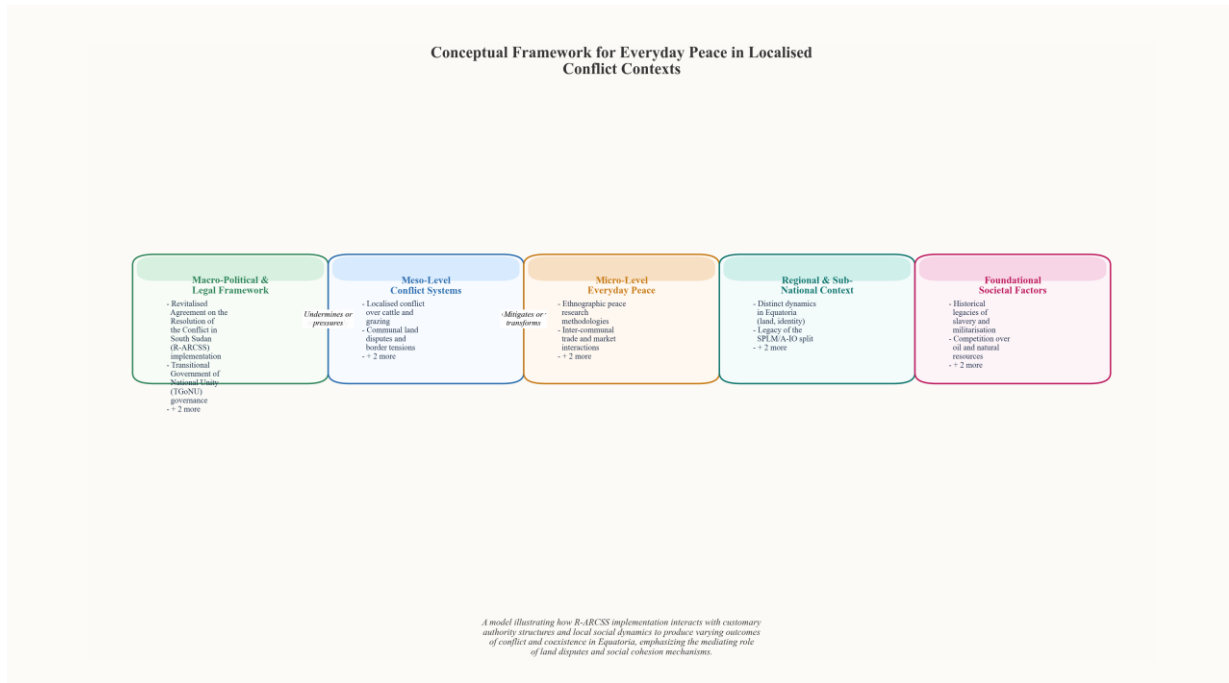 Conceptual Framework for Everyday Peace in Localised
Conflict Contexts
Macro-Political &
Legal Framework
- Revitalised
Agreement on the
Resolution of
the Conflict in
South Sudan
(R-ARCSS)
implementation
- Transitional
Government of
National Unity
(TGoNU)
governance
- + 2 more
Undermines or
pressures
Meso-Level
Conflict Systems
- Localised conflict
over cattle and
grazing
- Communal land
disputes and
border tensions
- + 2 more
Mitigates or
transforms
Micro-Level
Everyday Peace
- Ethnographic peace
research
methodologies
- Inter-communal
trade and market
interactions
- + 2 more
Regional & Sub-
National Context
- Distinct dynamics
in Equatoria
(land, identity)
- Legacy of the
SPLM/A-IO split
- + 2 more
Foundational
Societal Factors
- Historical
legacies of
slavery and
militarisation
- Competition over
oil and natural
resources
- + 2 more
A model illustrating how R-ARCSS implementation interacts with customary
authority structures and local social dynamics to produce varying outcomes
of conflict and coexistence in Equatoria, emphasizing the mediating role
of land disputes and social cohesion mechanisms.